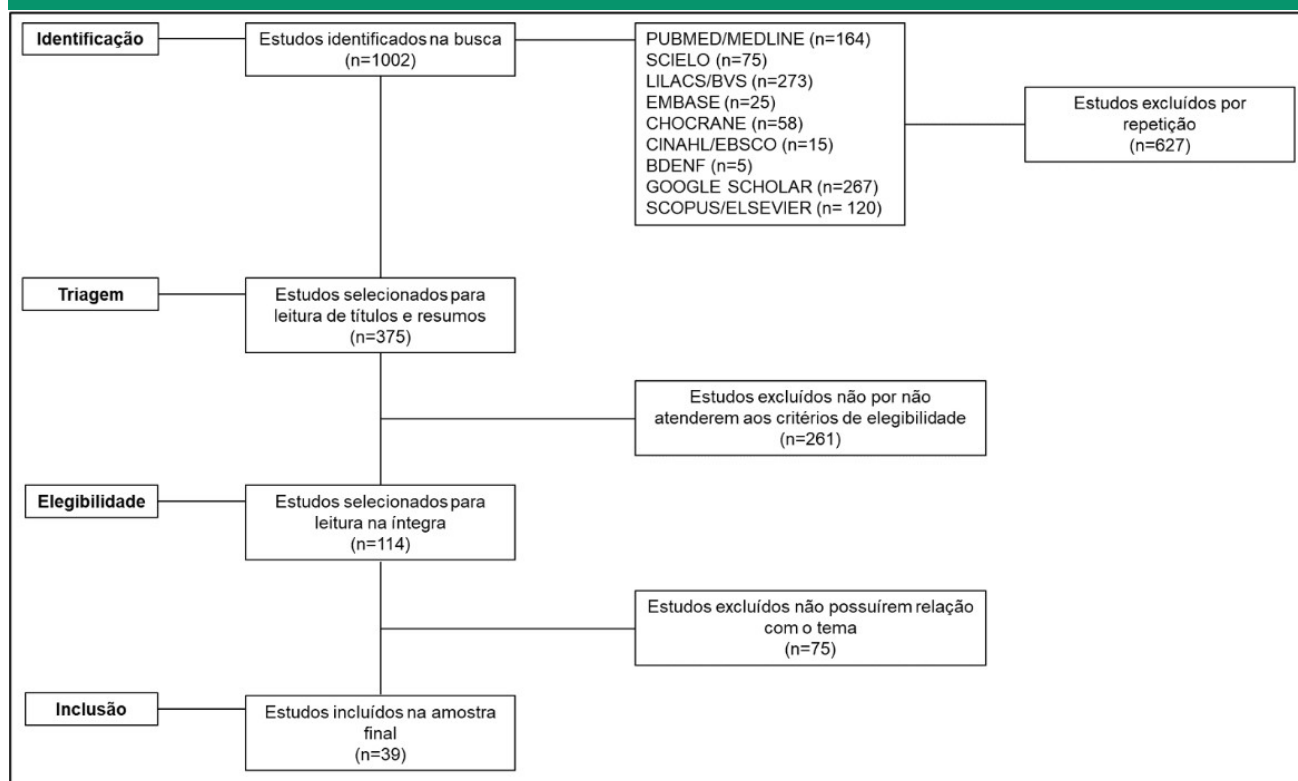 Identificação
Estudos identificados na busca
(n=1002)
PUBMED/MEDLINE (n=164)
SCIELO (n=75)
LILACS/BVS (n=273)
EMBASE (n=25)
CHOCRANE (n=58)
CINAHL/EBSCO (n=15)
BDENF (n=5)
GOOGLE SCHOLAR (n=267)
SCOPUS/ELSEVIER (n= 120)
Estudos excluídos por
repetição
(n=627)
Triagem
Estudos selecionados para
leitura de títulos e resumos
(n=375)
Estudos excluídos não por não
atenderem aos critérios de elegibilidade
(n=261)
Elegibilidade
Estudos selecionados para
leitura na íntegra
(n=114)
Estudos excluídos não possuírem relação
com o tema
(n=75)
Inclusão
Estudos incluídos na amostra
final
(n=39)